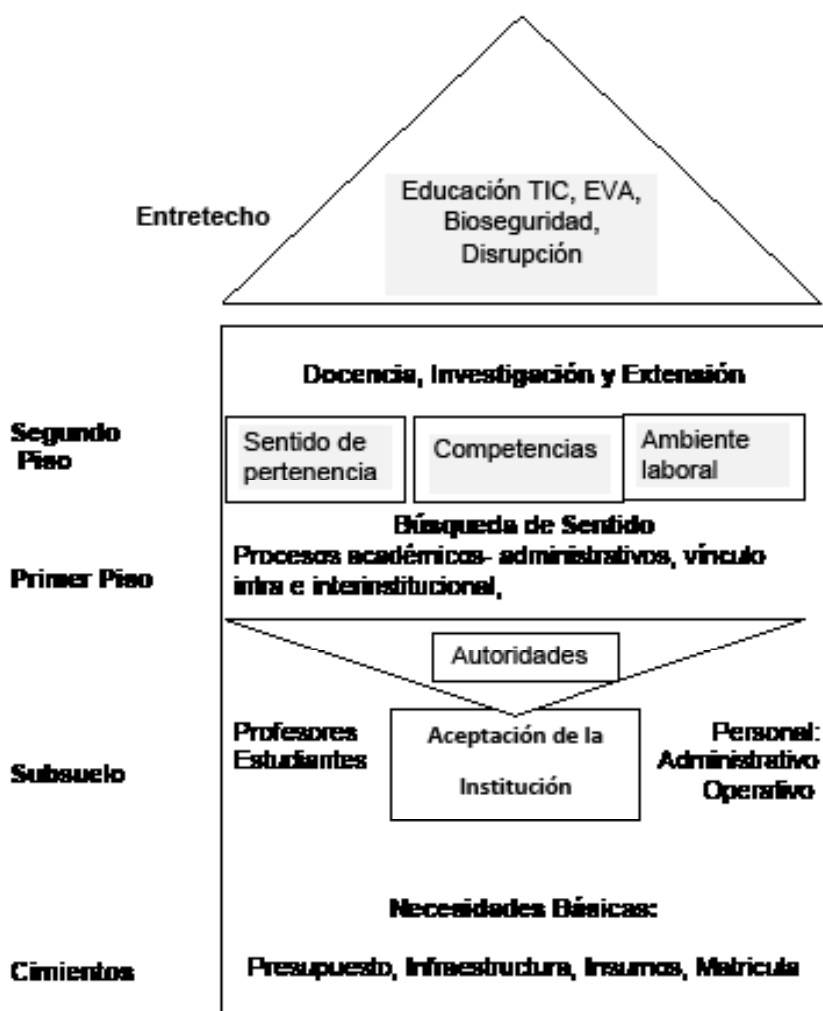 Entretecho
Educación TIC, EVA,
Bioseguridad,
Disrupción
Docencia, Investigación y Extensión
Segundo
Piso
Sentido de
pertenencia
Competencias
Ambiente
laboral
Búsqueda de Sentido
Primer Piso
Procesos académicos- administrativos, vínculo
intra e interinstitucional,
Autoridades
Subsuelo
Profesores
Estudiantes
Aceptación de la
Institución
Personal:
Administrativo
Operativo
Necesidades Básicas:
Cimientos
Presupuesto, Infraestructura, Insumos, Matricula